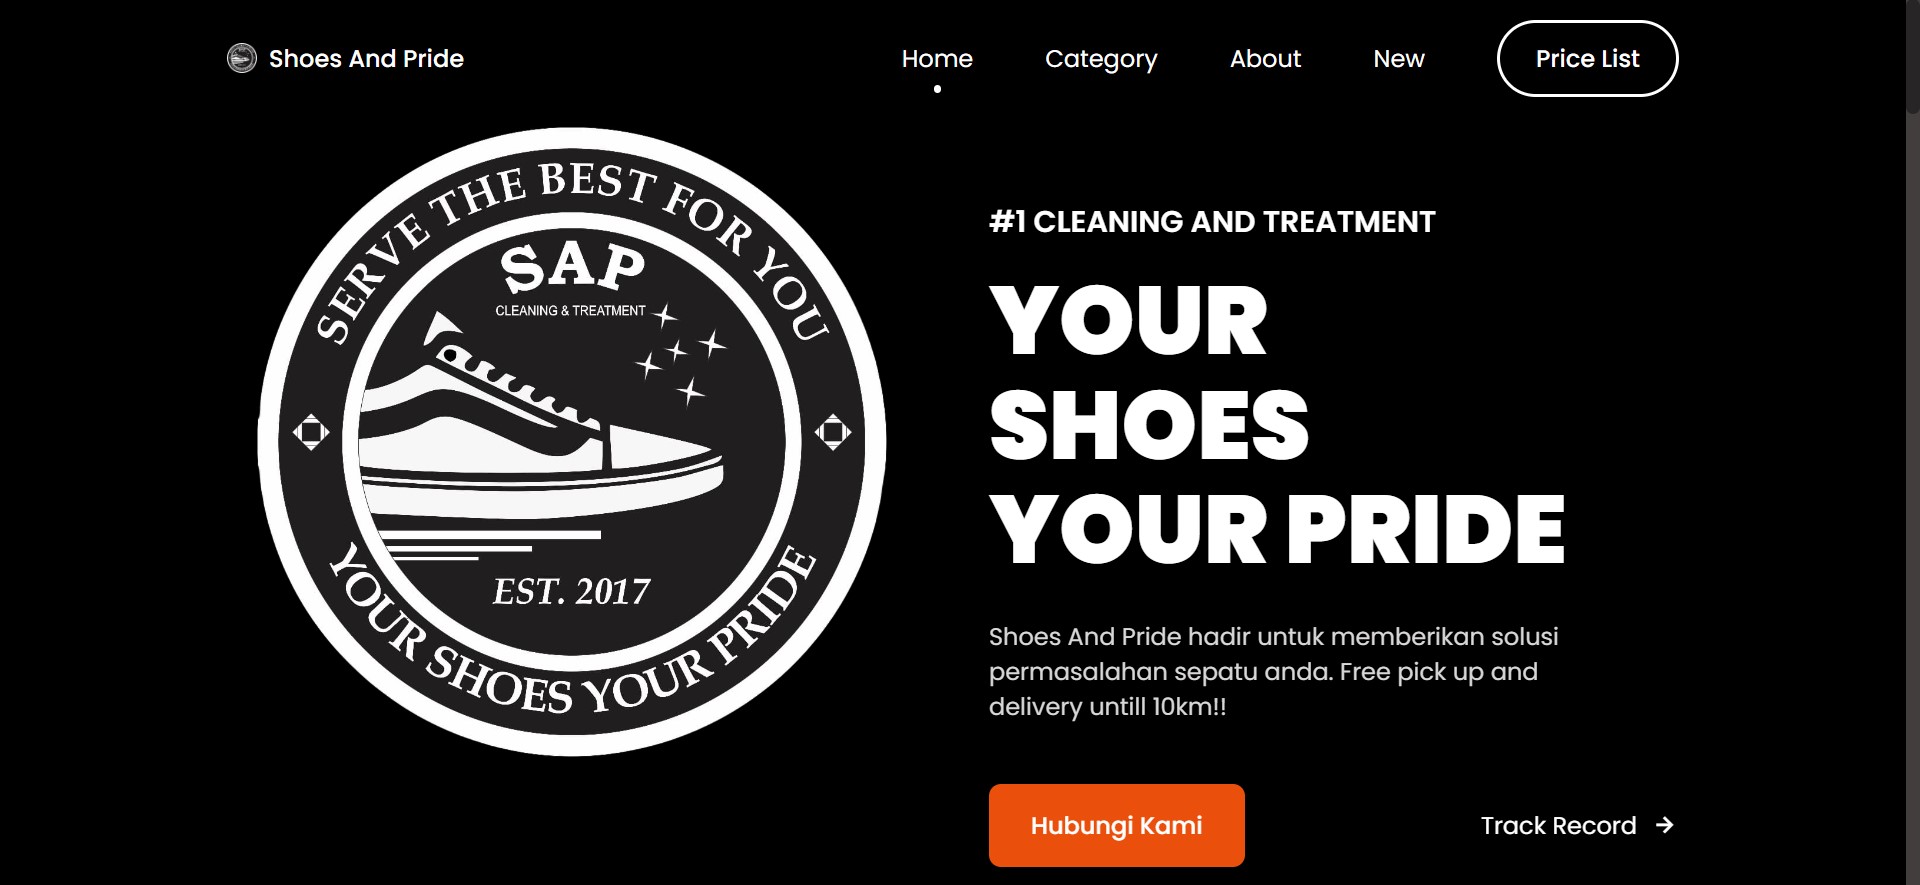 Shoes And Pride
Home
Category
About
New
Price List
SERVE THE BEST FOR YOU
SAP
CLEANING & TREATMENT
EST. 2017
YOUR SHOES YOUR PRIDE
#1 CLEANING AND TREATMENT
YOUR
SHOES
YOUR PRIDE
Shoes And Pride hadir untuk memberikan solusi
permasalahan sepatu anda. Free pick up and
delivery untill 10km!!
Hubungi Kami
Track Record →